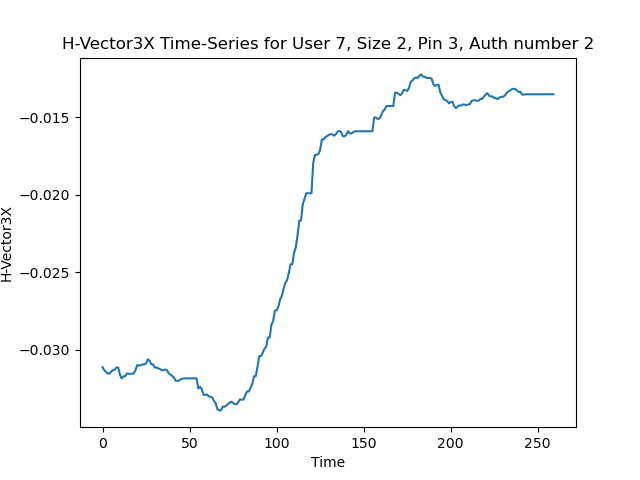 H-Vector3X Time-Series for User 7, Size 2, Pin 3, Auth number 2
−0.015
−0.020
−0.025
−0.030
H-Vector3X
0 50 100 150 200 250
Time